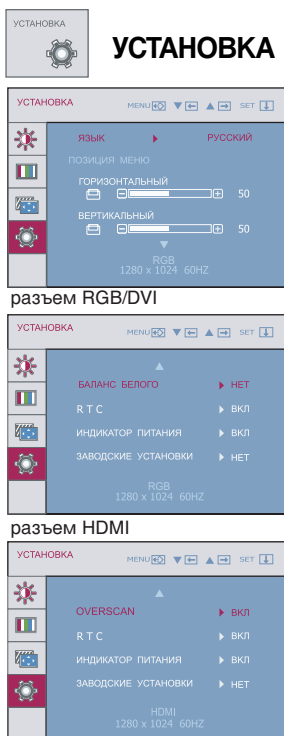 УСТАНОВКА
УСТАНОВКА
УСТАНОВКА MENU ▼ ▲ SET
ЯЗЫК ▶ РУССКИЙ
ПОЗИЦИЯ МЕНЮ
ГОРИЗОНТАЛЬНЫЙ
50
ВЕРТИКАЛЬНЫЙ
50
▼
RGB
1280 x 1024 60HZ
разъем RGB/DVI
УСТАНОВКА MENU ▼ ▲ SET
▲
БАЛАНС БЕЛОГО ▶ НЕТ
R T C ▶ ВКЛ
ИНДИКАТОР ПИТАНИЯ ▶ ВКЛ
ЗАВОДСКИЕ УСТАНОВКИ ▶ НЕТ
RGB
1280 x 1024 60HZ
разъем HDMI
УСТАНОВКА MENU ▼ ▲ SET
▲
OVERSCAN ▶ ВКЛ
R T C ▶ ВКЛ
ИНДИКАТОР ПИТАНИЯ ▶ ВКЛ
ЗАВОДСКИЕ УСТАНОВКИ ▶ НЕТ
HDMI
1280 x 1024 60HZ